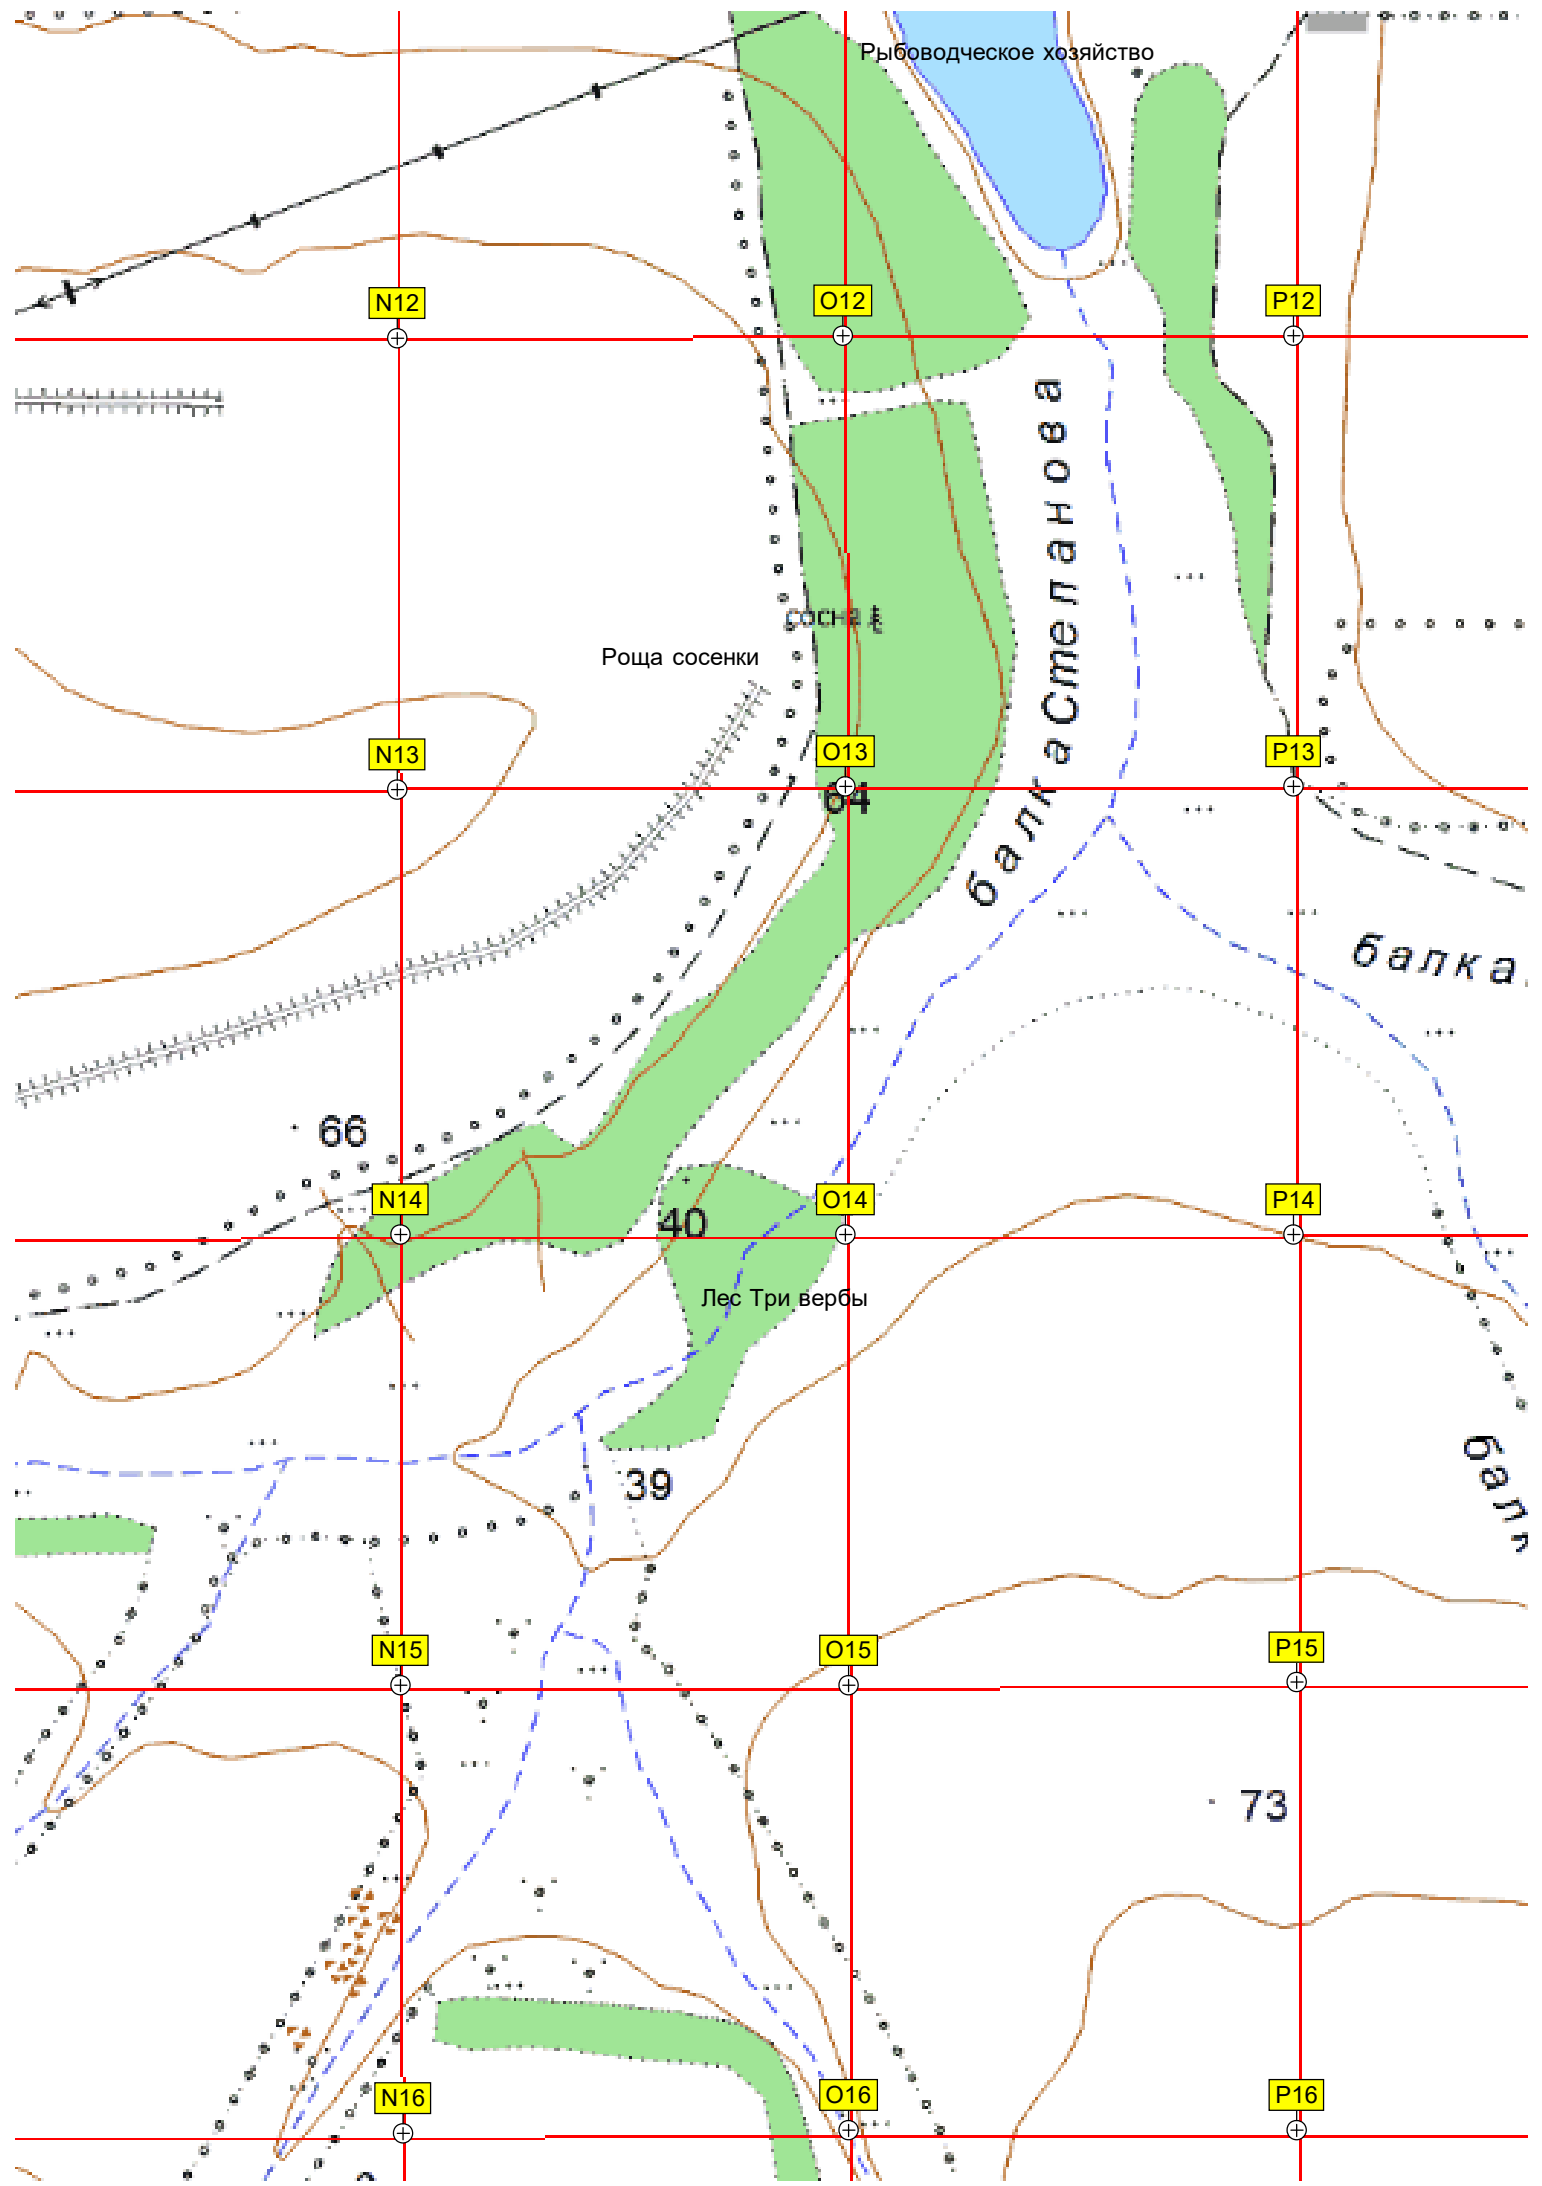 Рыбоводческое хозяйство
N12
O12
P12
балка Степанова
сосна
Роща сосенки
N13
O13
P13
64
балка
66
N14
O14
P14
40
Лес Три вербы
39
балк
N15
O15
P15
73
N16
O16
P16